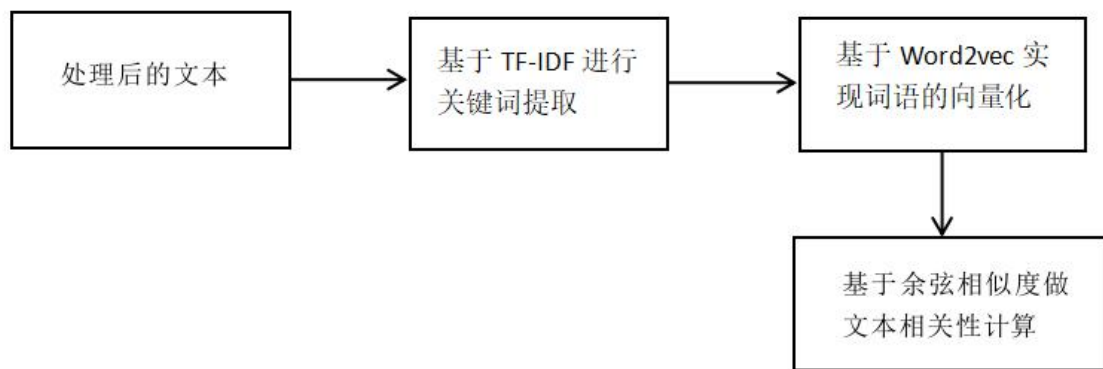 处理后的文本
基于 TF-IDF 进行
关键词提取
基于 Word2vec 实
现词语的向量化
基于余弦相似度做
文本相关性计算